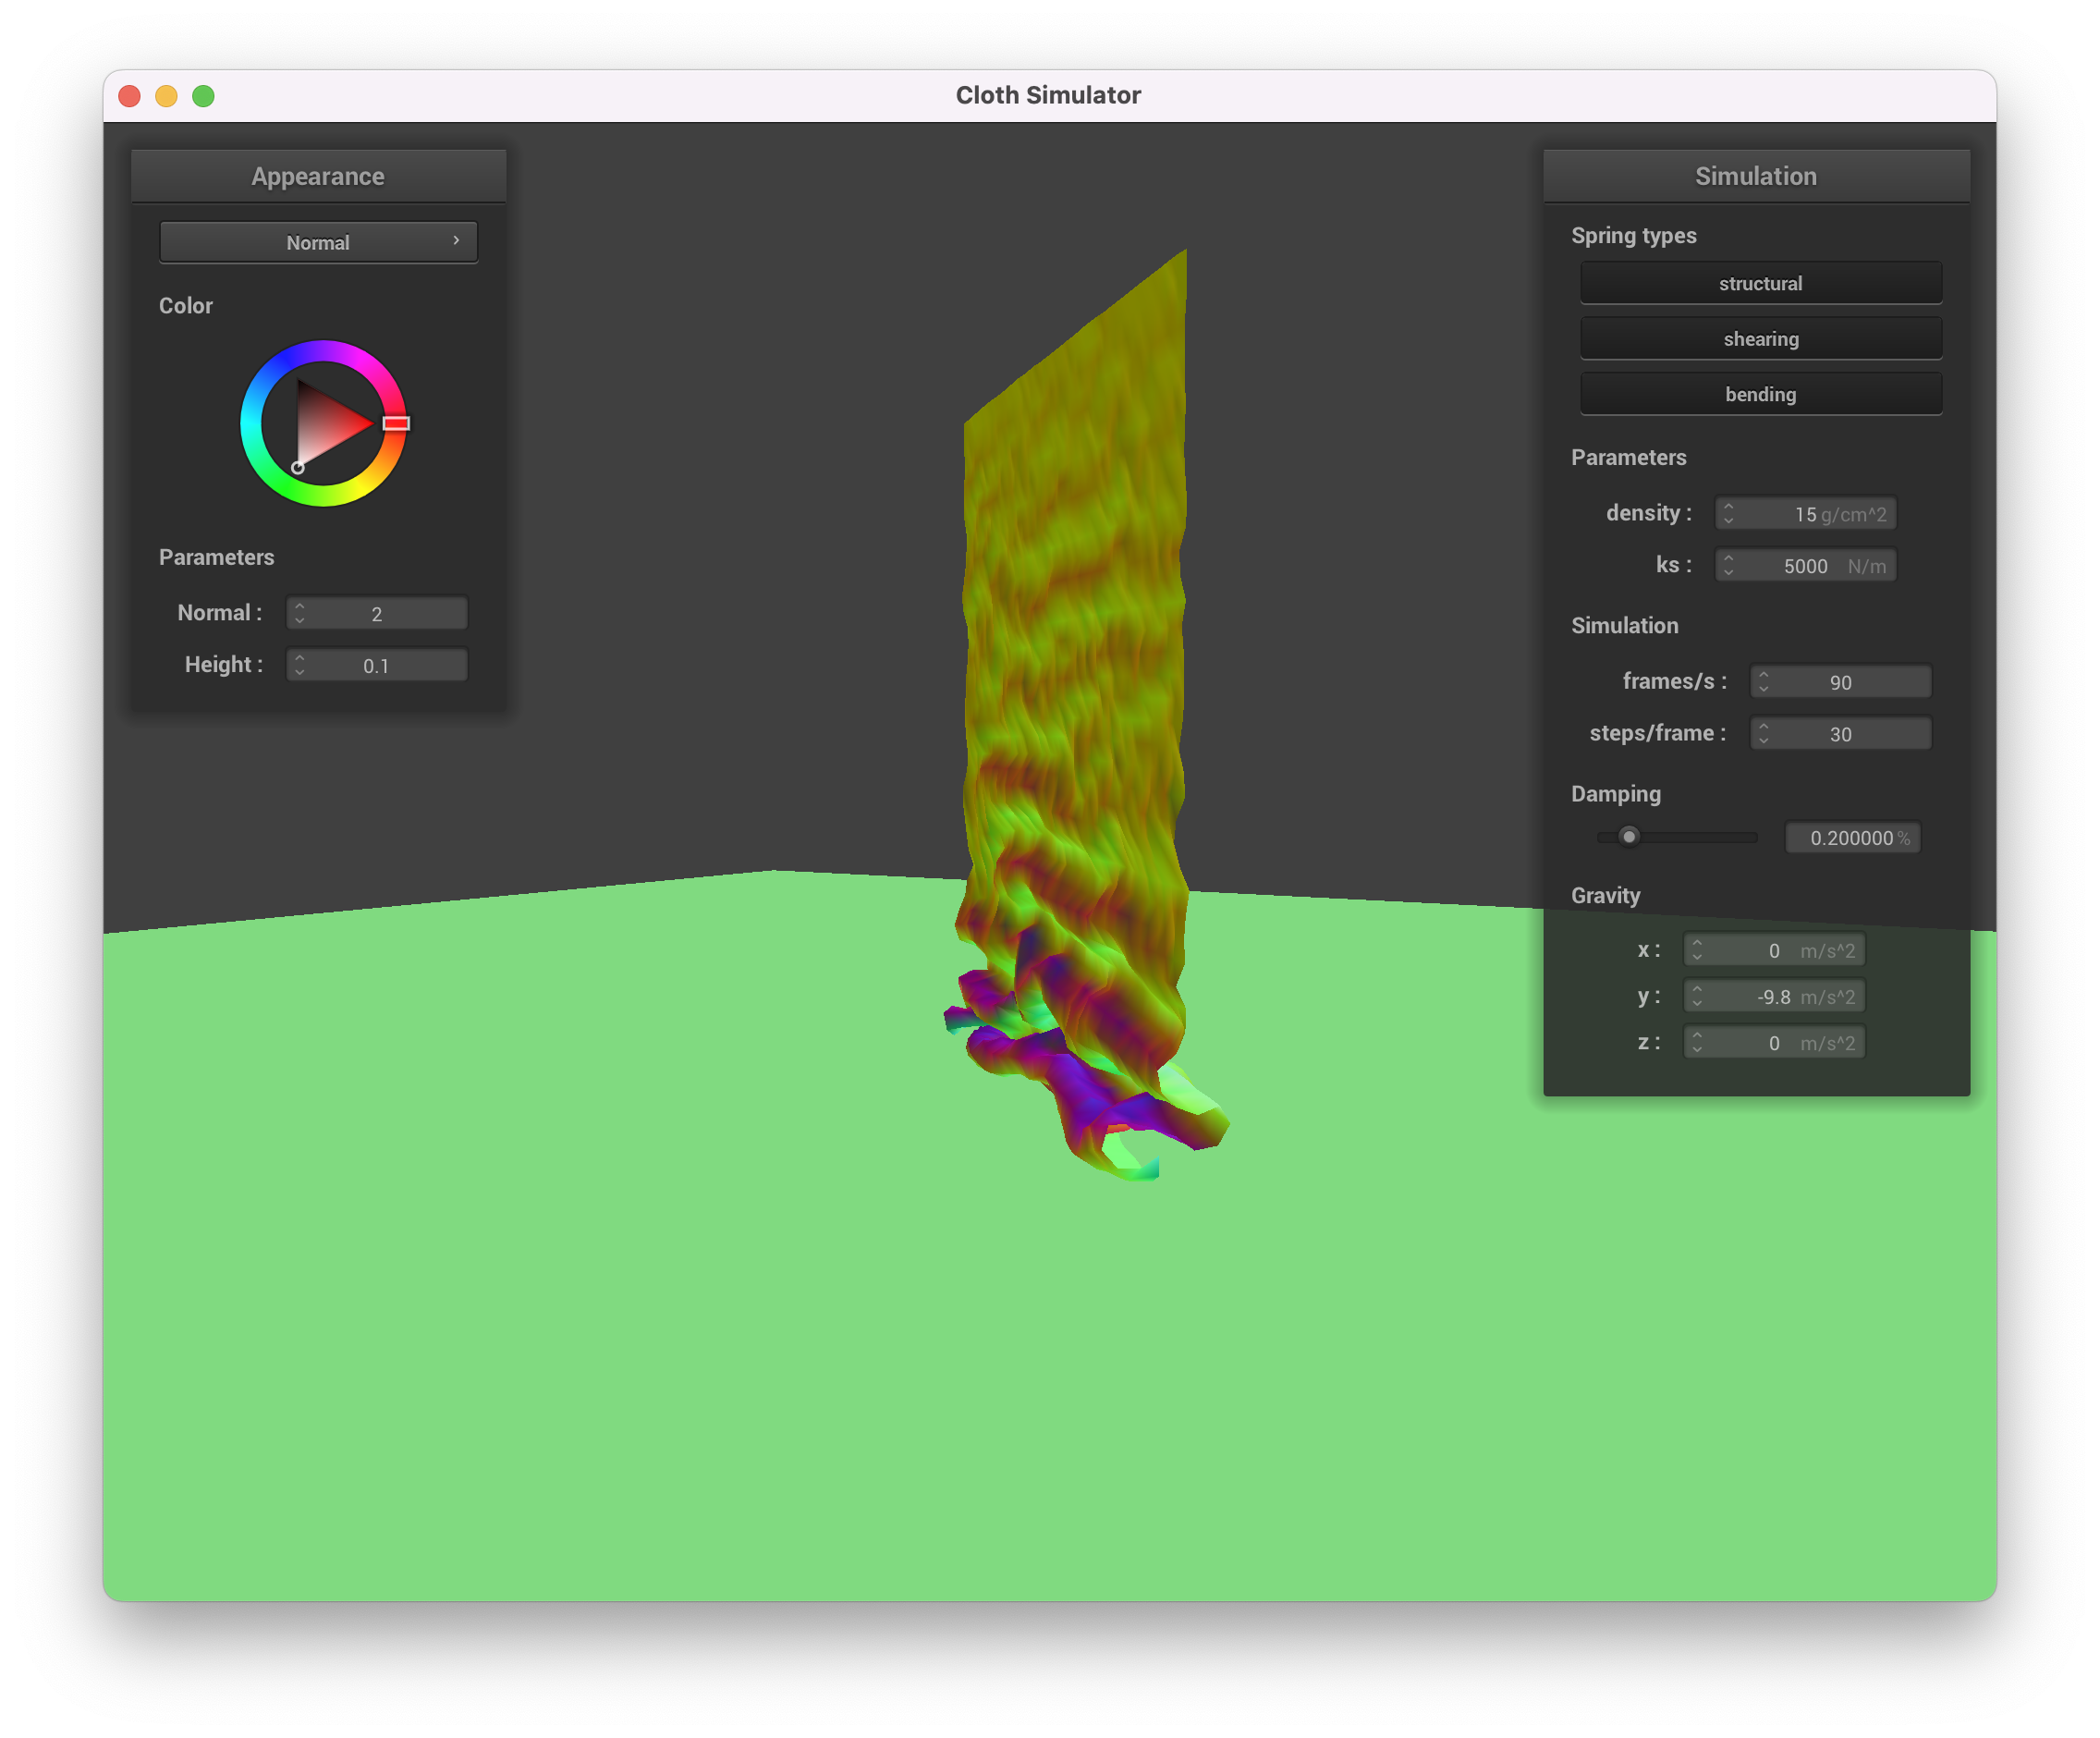 Cloth Simulator
Appearance
Normal
Color
Parameters
Normal : 2
Height : 0.1
Simulation
Spring types
structural
shearing
bending
Parameters
density : 15 g/cm^2
ks : 5000 N/m
Simulation
frames/s : 90
steps/frame : 30
Damping
0.200000 %
Gravity
x : 0 m/s^2
y : -9.8 m/s^2
z : 0 m/s^2